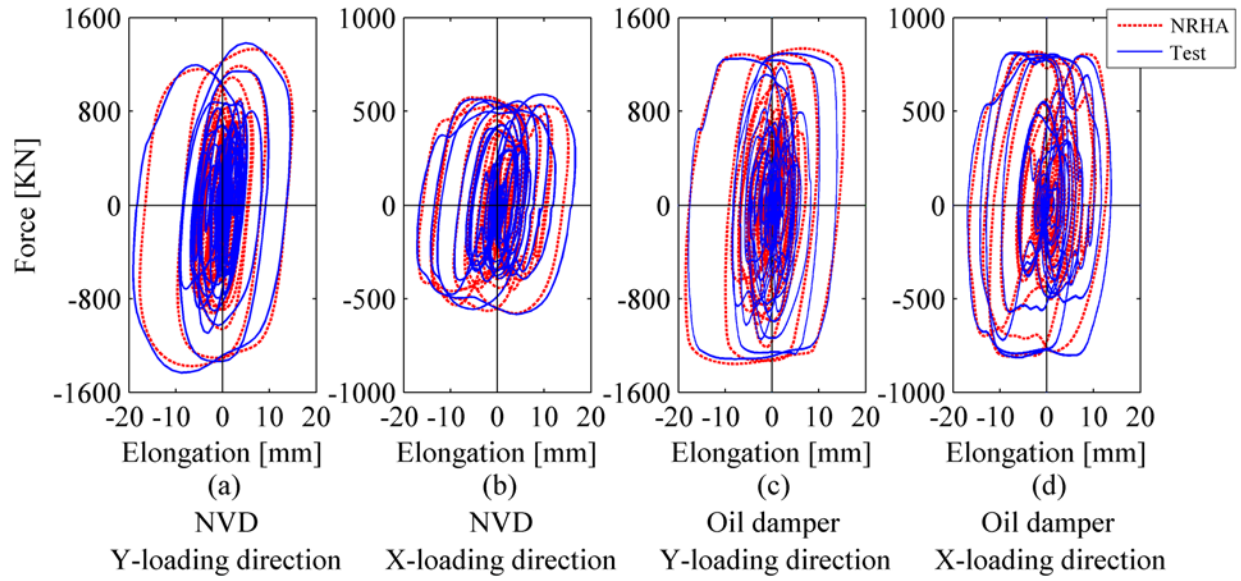 1600 1000 1600 1000
NRHA
Test
800 500 800 500
Force [KN]
0 0 0 0
-800 -500 -800 -500
-1600 -1000 -1600 -1000
-20 -10 0 10 20 -20 -10 0 10 20 -20 -10 0 10 20 -20 -10 0 10 20
Elongation [mm] Elongation [mm] Elongation [mm] Elongation [mm]
(a) (b) (c) (d)
NVD NVD Oil damper Oil damper
Y-loading direction X-loading direction Y-loading direction X-loading direction